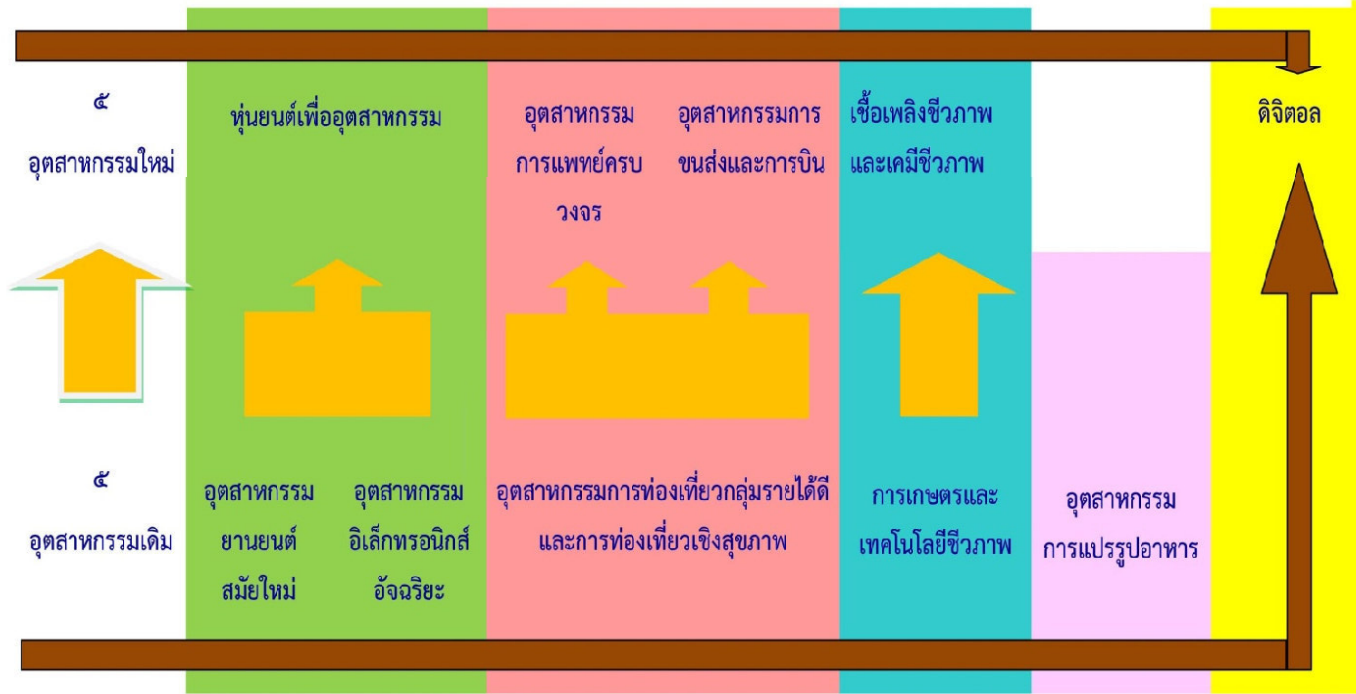 ๕
อุตสาหกรรมใหม่
หุ่นยนต์เพื่ออุตสาหกรรม
อุตสาหกรรม
การแพทย์ครบ
วงจร
อุตสาหกรรมการ
ขนส่งและการบิน
เชื้อเพลิงชีวภาพ
และเคมีชีวภาพ
ดิจิตอล
๕
อุตสาหกรรมเดิม
อุตสาหกรรม
ยานยนต์
สมัยใหม่
อุตสาหกรรม
อิเล็กทรอนิกส์
อัจฉริยะ
อุตสาหกรรมการท่องเที่ยวกลุ่มรายได้ดี
และการท่องเที่ยวเชิงสุขภาพ
การเกษตรและ
เทคโนโลยีชีวภาพ
อุตสาหกรรม
การแปรรูปอาหาร